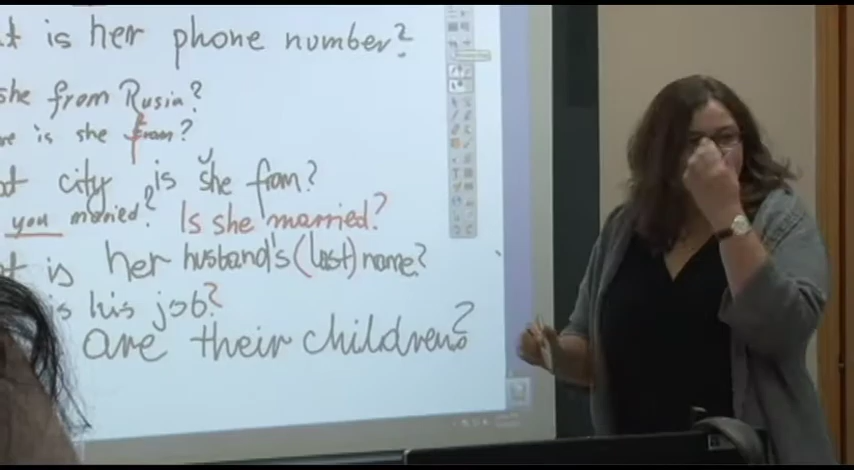 is her phone number?
she from Rusia?
is she from?
city is she from?
you married? Is she married?
is her husband's (last) name?
is his job?
are their children?